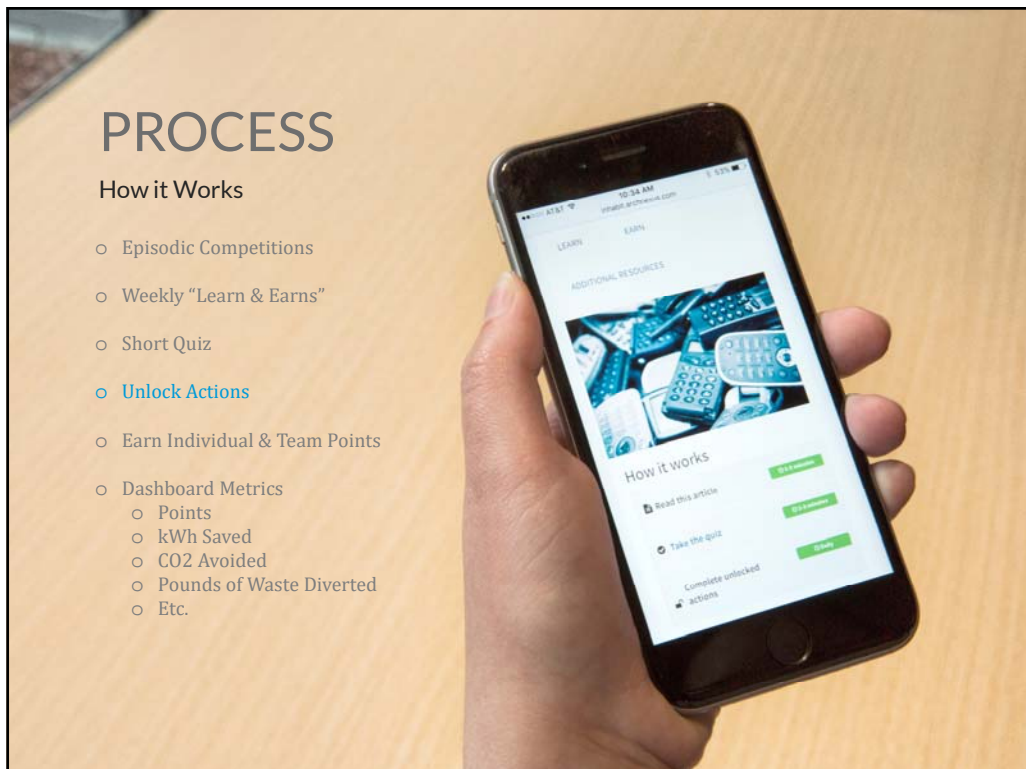 PROCESS
How it Works
o Episodic Competitions
o Weekly “Learn & Earns”
o Short Quiz
o Unlock Actions
o Earn Individual & Team Points
o Dashboard Metrics
o Points
o kWh Saved
o CO2 Avoided
o Pounds of Waste Diverted
o Etc.
AT&T 10:34 AM 53%
LEARN EARN
ADDITIONAL RESOURCES
How it works
Read this article
Take the quiz
Complete unlocked
actions
Daily